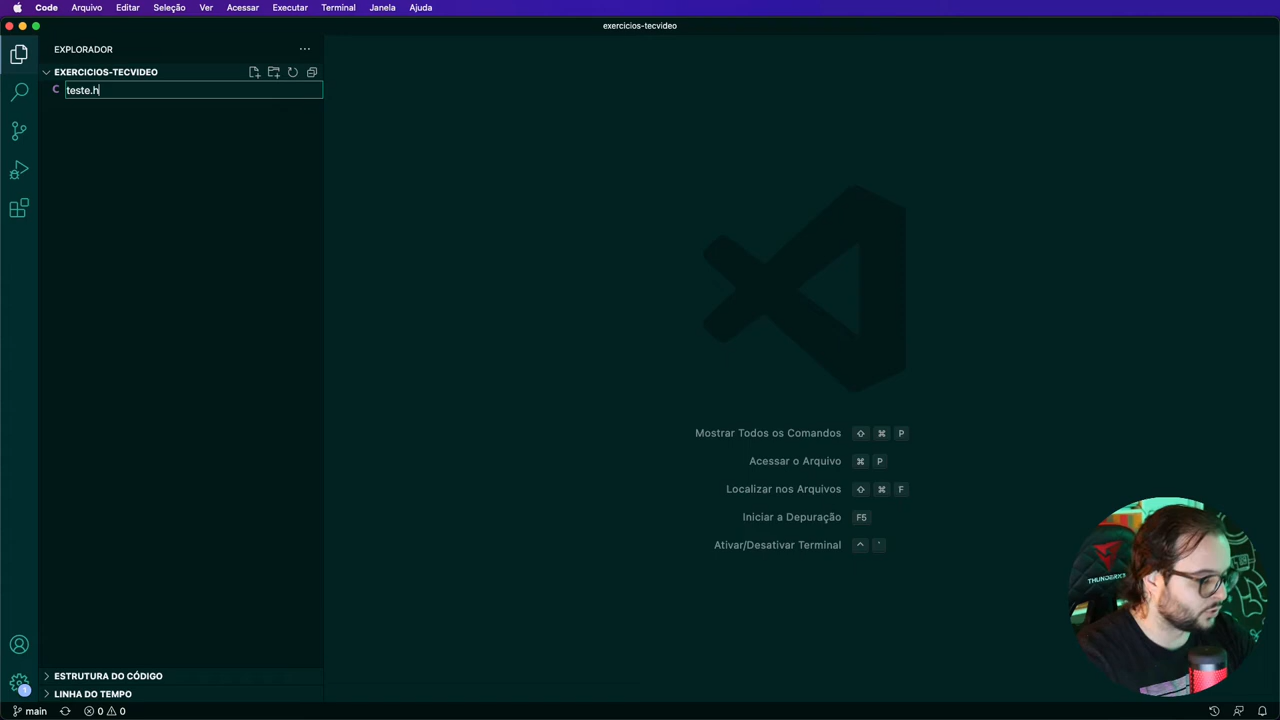 Code Arquivo Editar Seleção Ver Acessar Executar Terminal Janela Ajuda
exercicios-tecvideo
EXPLORADOR
EXERCICIOS-TECVIDEO
C teste.h
Mostrar Todos os Comandos ⇧ ⌘ P
Acessar o Arquivo ⌘ P
Localizar nos Arquivos ⇧ ⌘ F
Iniciar a Depuração F5
Ativar/Desativar Terminal ^ `
THUNDERX3
ESTRUTURA DO CÓDIGO
LINHA DO TEMPO
1
main 0 0